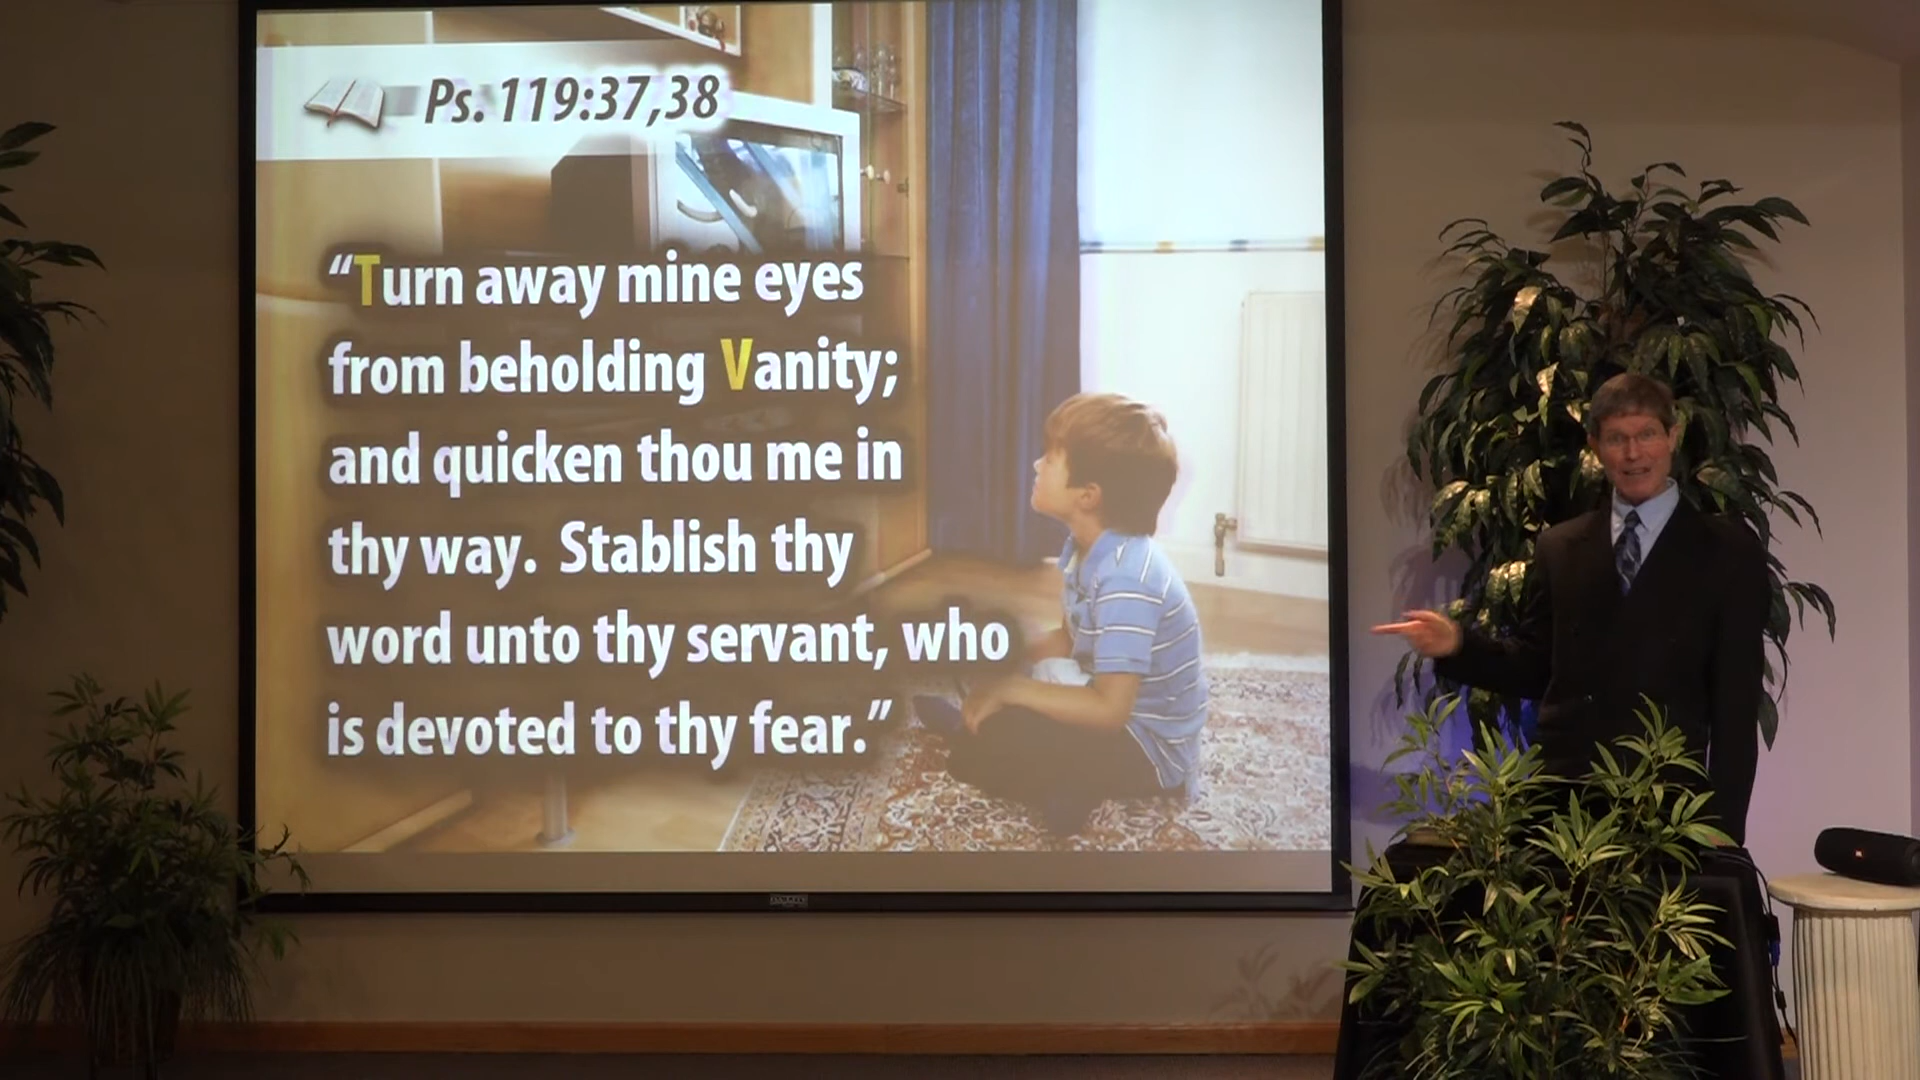 Ps. 119:37,38
“Turn away mine eyes
from beholding Vanity;
and quicken thou me in
thy way. Stablish thy
word unto thy servant, who
is devoted to thy fear.”
JBL